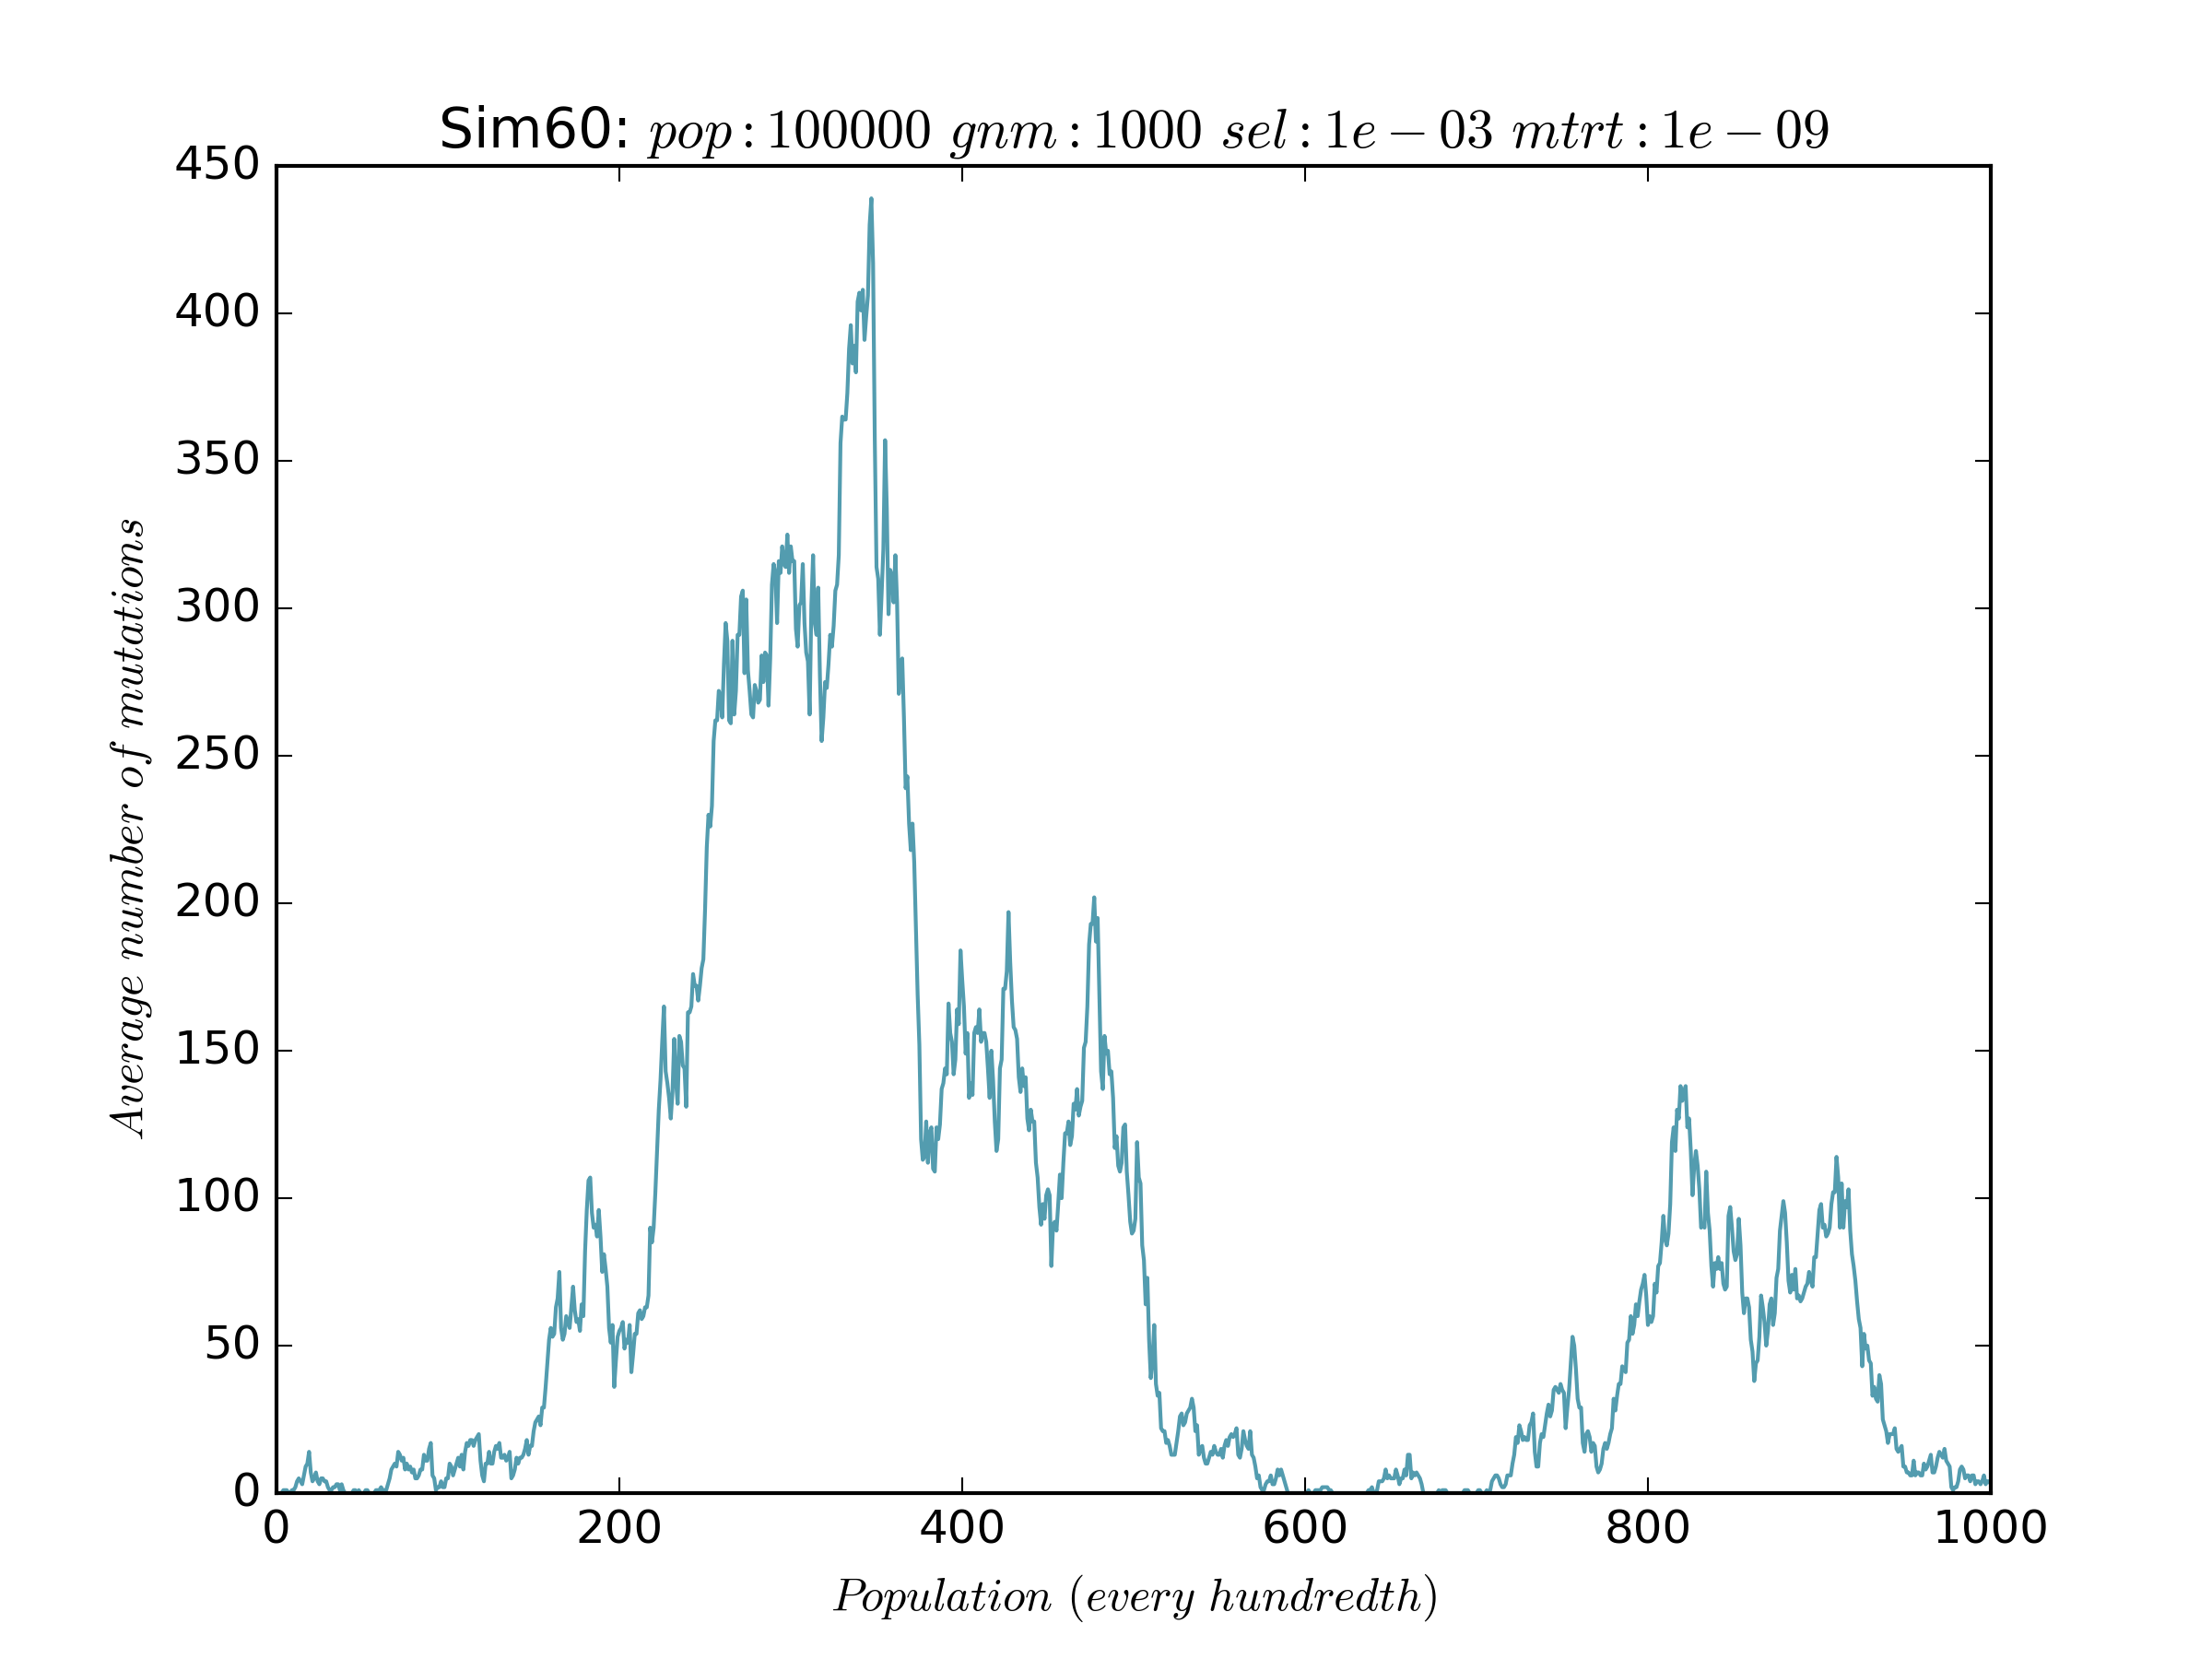 Sim60: pop : 100000 gnm : 1000 sel : 1e − 03 mtrt : 1e − 09
450
400
350
300
250
200
150
100
50
0
Average number of mutations
0 200 400 600 800 1000
Population (every hundredth)